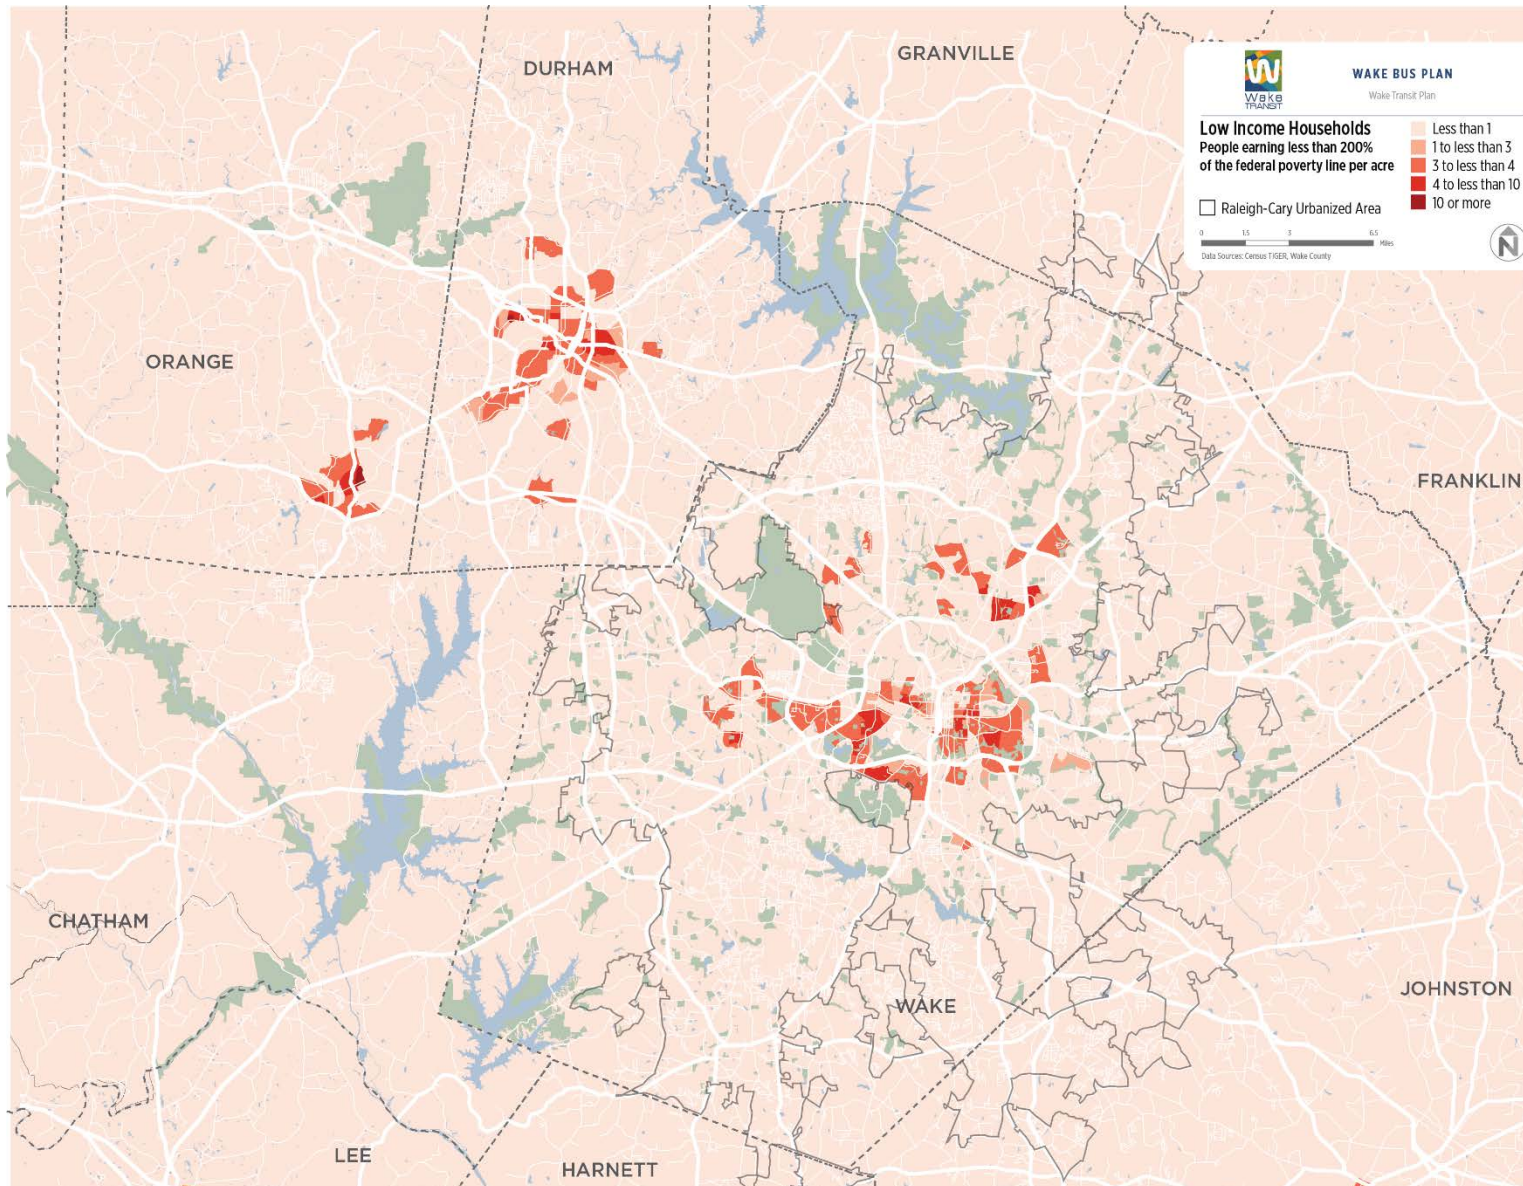 DURHAM
GRANVILLE
W
Wake
TRANSIT
WAKE BUS PLAN
Wake Transit Plan
Low Income Households
People earning less than 200%
of the federal poverty line per acre
Raleigh-Cary Urbanized Area
0 1.5 3 6.5
Miles
Data Sources: Census TIGER, Wake County
Less than 1
1 to less than 3
3 to less than 4
4 to less than 10
10 or more
N
ORANGE
FRANKLIN
CHATHAM
WAKE
JOHNSTON
LEE
HARNETT